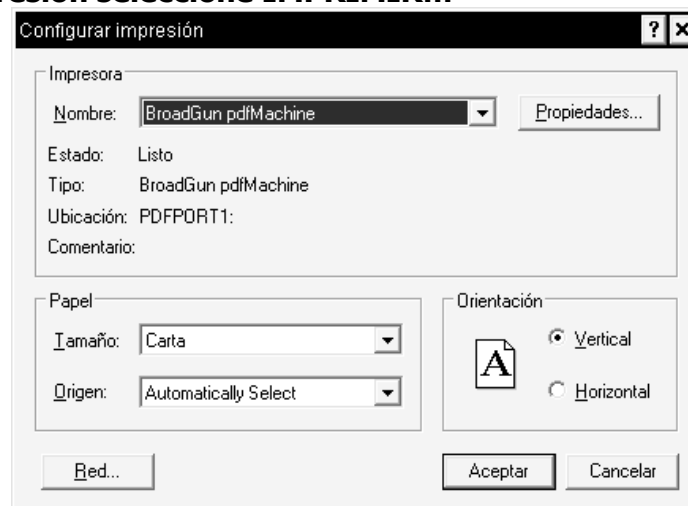 Configurar impresión
? X
Impresora
Nombre: BroadGun pdfMachine Propiedades...
Estado: Listo
Tipo: BroadGun pdfMachine
Ubicación: PDFPORT1:
Comentario:
Papel
Tamaño: Carta
Origen: Automatically Select
Orientación
A
Vertical
Horizontal
Red... Aceptar Cancelar